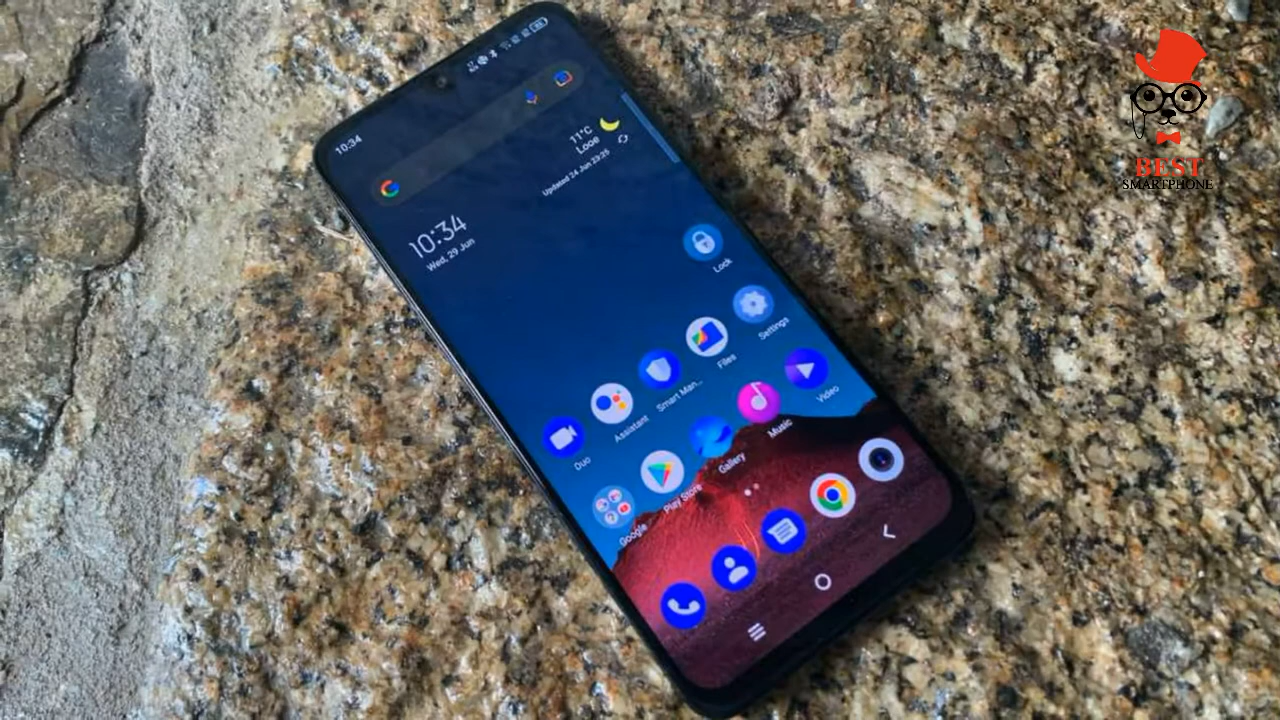 10:34
11°C
Looe
Updated 24 Jun 23:25
10:34
Wed, 29 Jun
Lock
Duo
Assistant
Smart Man...
Files
Settings
Google
Play Store
Gallery
Music
Video
BEST
SMARTPHONE